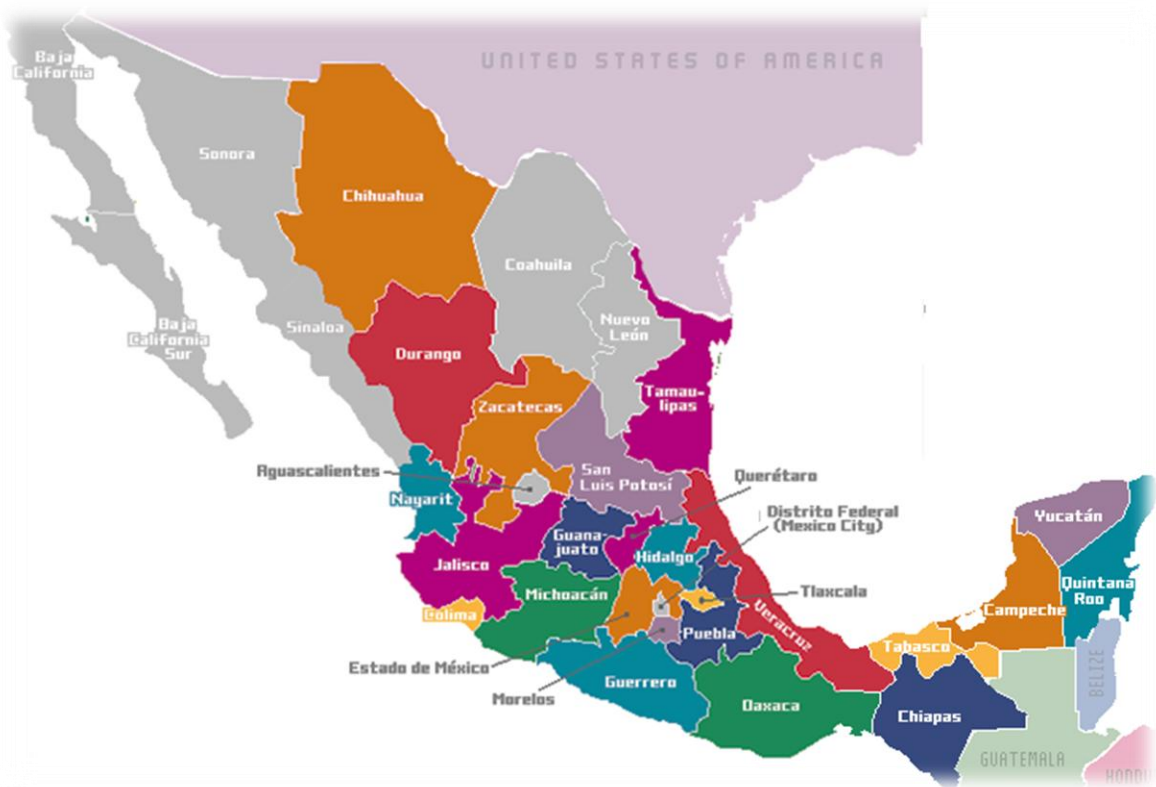 UNITED STATES OF AMERICA
Baja
California
Sonora
Chihuahua
Coahuila
Nuevo
León
Sinaloa
Baja
California
Sur
Durango
Tamau-
lipas
Zacatecas
Aguascalientes
San
Luis Potosí
Querétaro
Nayarit
Distrito Federal
(Mexico City)
Yucatán
Guana-
juato
Hidalgo
Jalisco
Quintana
Roo
Michoacán
Tlaxcala
Campeche
Colima
Veracruz
Puebla
Tabasco
Estado de México
Guerrero
Morelos
Oaxaca
Chiapas
BELIZE
GUATEMALA
HONDU